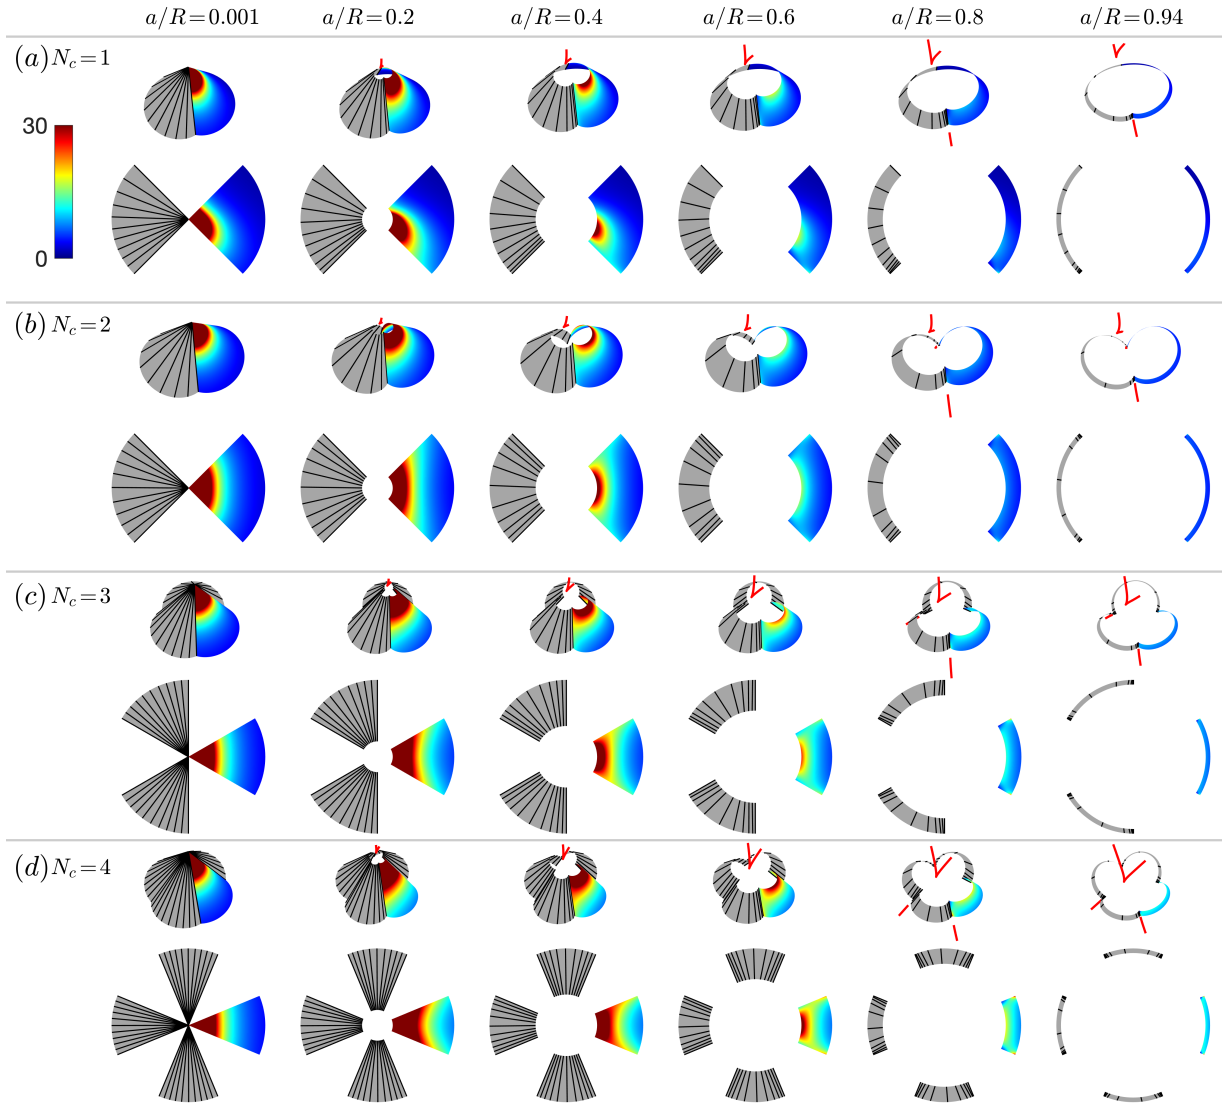 a/R=0.001 a/R=0.2 a/R=0.4 a/R=0.6 a/R=0.8 a/R=0.94
(a) N_c=1
30
0
(b) N_c=2
(c) N_c=3
(d) N_c=4